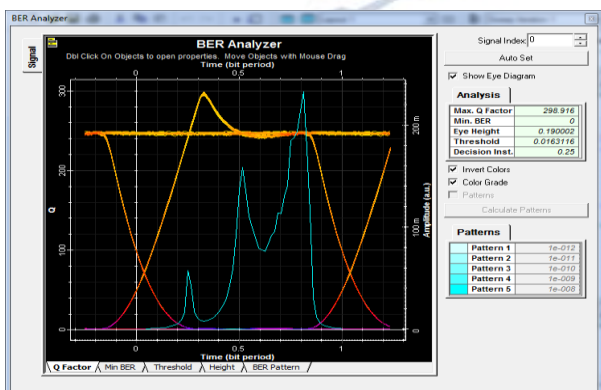 BER Analyzer
Signal
BER Analyzer
Dbl Click On Objects to open properties. Move Objects with Mouse Drag
Time (bit period)
0 0.5 1
300
200
100
0
Q
200 m
100 m
0
Amplitude (a.u.)
0 0.5 1
Time (bit period)
Q Factor Min BER Threshold Height BER Pattern
Signal Index: 0
Auto Set
Show Eye Diagram
Analysis
Max. Q Factor 298.916
Min. BER 0
Eye Height 0.190002
Threshold 0.0163116
Decision Inst. 0.25
Invert Colors
Color Grade
Patterns
Calculate Patterns
Patterns
Pattern 1 1e-012
Pattern 2 1e-011
Pattern 3 1e-010
Pattern 4 1e-009
Pattern 5 1e-008